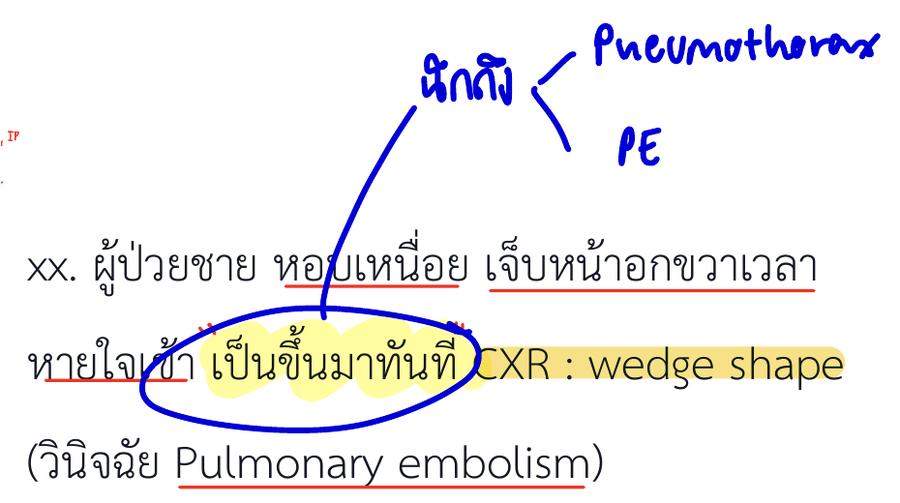 Pneumothorax
นึกถึง
PE
, IP
xx. ผู้ป่วยชาย หอบเหนื่อย เจ็บหน้าอกขวาเวลา
หายใจเข้า เป็นขึ้นมาทันที CXR : wedge shape
(วินิจฉัย Pulmonary embolism)